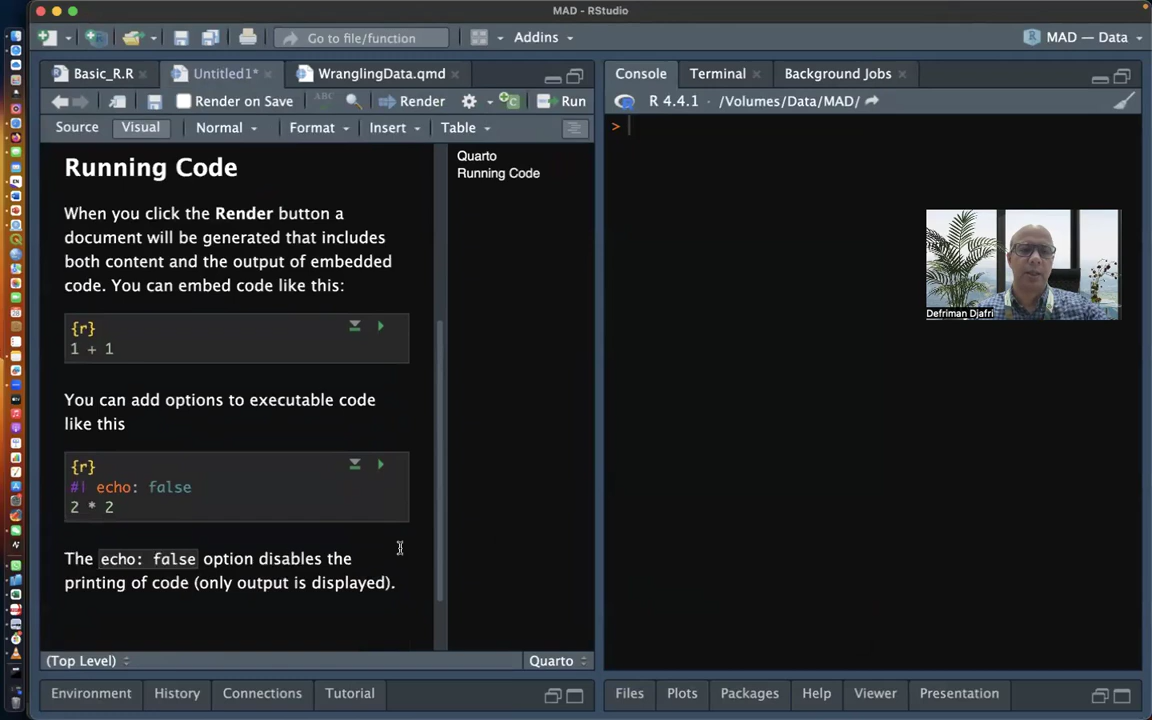 MAD - RStudio
Go to file/function
Addins
MAD — Data
Basic_R.R
Untitled1*
WranglingData.qmd
Render on Save
ABC
Render
Run
Source
Visual
Normal
Format
Insert
Table
Running Code
When you click the Render button a
document will be generated that includes
both content and the output of embedded
code. You can embed code like this:
{r}
1 + 1
You can add options to executable code
like this
{r}
#| echo: false
2 * 2
The echo: false option disables the
printing of code (only output is displayed).
(Top Level)
Quarto
Quarto
Running Code
Console
Terminal
Background Jobs
R 4.4.1 · /Volumes/Data/MAD/
>
Defriman Djafri
Environment
History
Connections
Tutorial
Files
Plots
Packages
Help
Viewer
Presentation